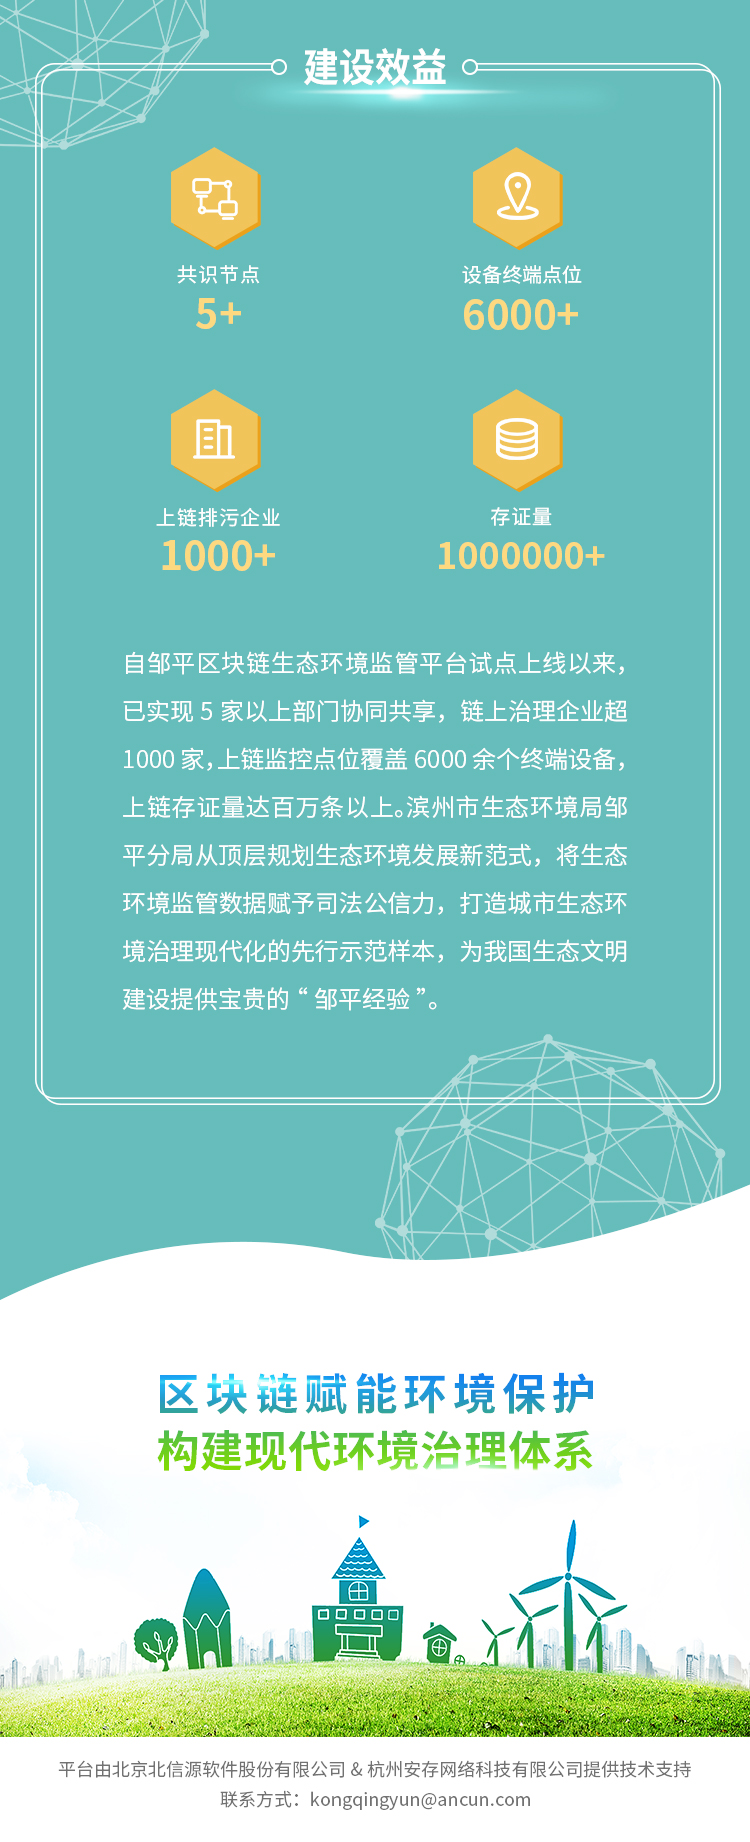 建设效益
共识节点
5+
设备终端点位
6000+
上链排污企业
1000+
存证量
1000000+
自邹平区块链生态环境监管平台试点上线以来，
已实现 5 家以上部门协同共享，链上治理企业超
1000 家，上链监控点位覆盖 6000 余个终端设备，
上链存证量达百万条以上。滨州市生态环境局邹
平分局从顶层规划生态环境发展新范式，将生态
环境监管数据赋予司法公信力，打造城市生态环
境治理现代化的先行示范样本，为我国生态文明
建设提供宝贵的 “ 邹平经验 ”。
区块链赋能环境保护
构建现代环境治理体系
平台由北京北信源软件股份有限公司 & 杭州安存网络科技有限公司提供技术支持
联系方式：kongqingyun@ancun.com